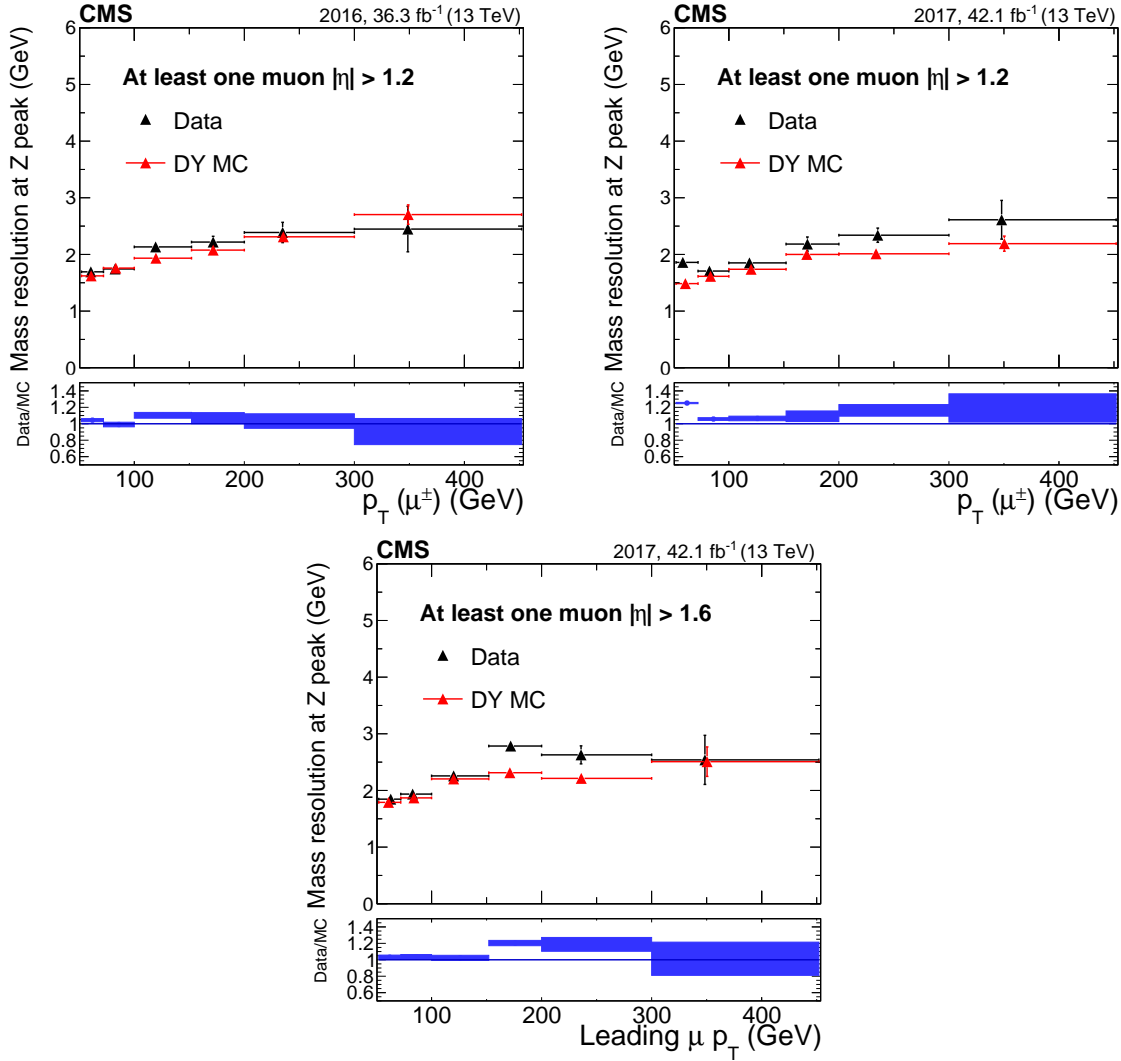 CMS 2016, 36.3 fb⁻¹ (13 TeV)
Mass resolution at Z peak (GeV)
6
5
4
3
2
1
0
At least one muon |η| > 1.2
Data
DY MC
Data/MC
1.4
1.2
1
0.8
0.6
100 200 300 400
p_T (μ^±) (GeV)
CMS 2017, 42.1 fb⁻¹ (13 TeV)
Mass resolution at Z peak (GeV)
6
5
4
3
2
1
0
At least one muon |η| > 1.2
Data
DY MC
Data/MC
1.4
1.2
1
0.8
0.6
100 200 300 400
p_T (μ^±) (GeV)
CMS 2017, 42.1 fb⁻¹ (13 TeV)
Mass resolution at Z peak (GeV)
6
5
4
3
2
1
0
At least one muon |η| > 1.6
Data
DY MC
Data/MC
1.4
1.2
1
0.8
0.6
100 200 300 400
Leading μ p_T (GeV)